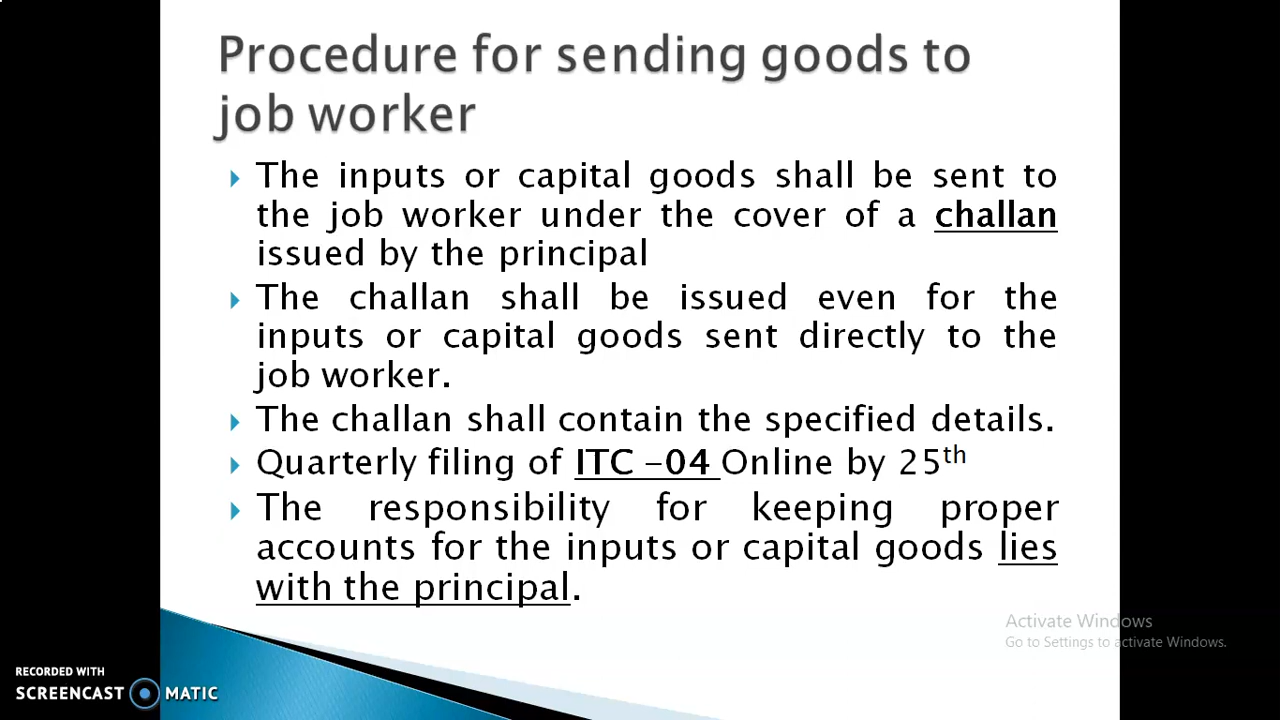 Procedure for sending goods to
job worker
The inputs or capital goods shall be sent to
the job worker under the cover of a challan
issued by the principal
The challan shall be issued even for the
inputs or capital goods sent directly to the
job worker.
The challan shall contain the specified details.
Quarterly filing of ITC -04 Online by 25th
The responsibility for keeping proper
accounts for the inputs or capital goods lies
with the principal.
Activate Windows
Go to Settings to activate Windows.
RECORDED WITH
SCREENCAST MATIC